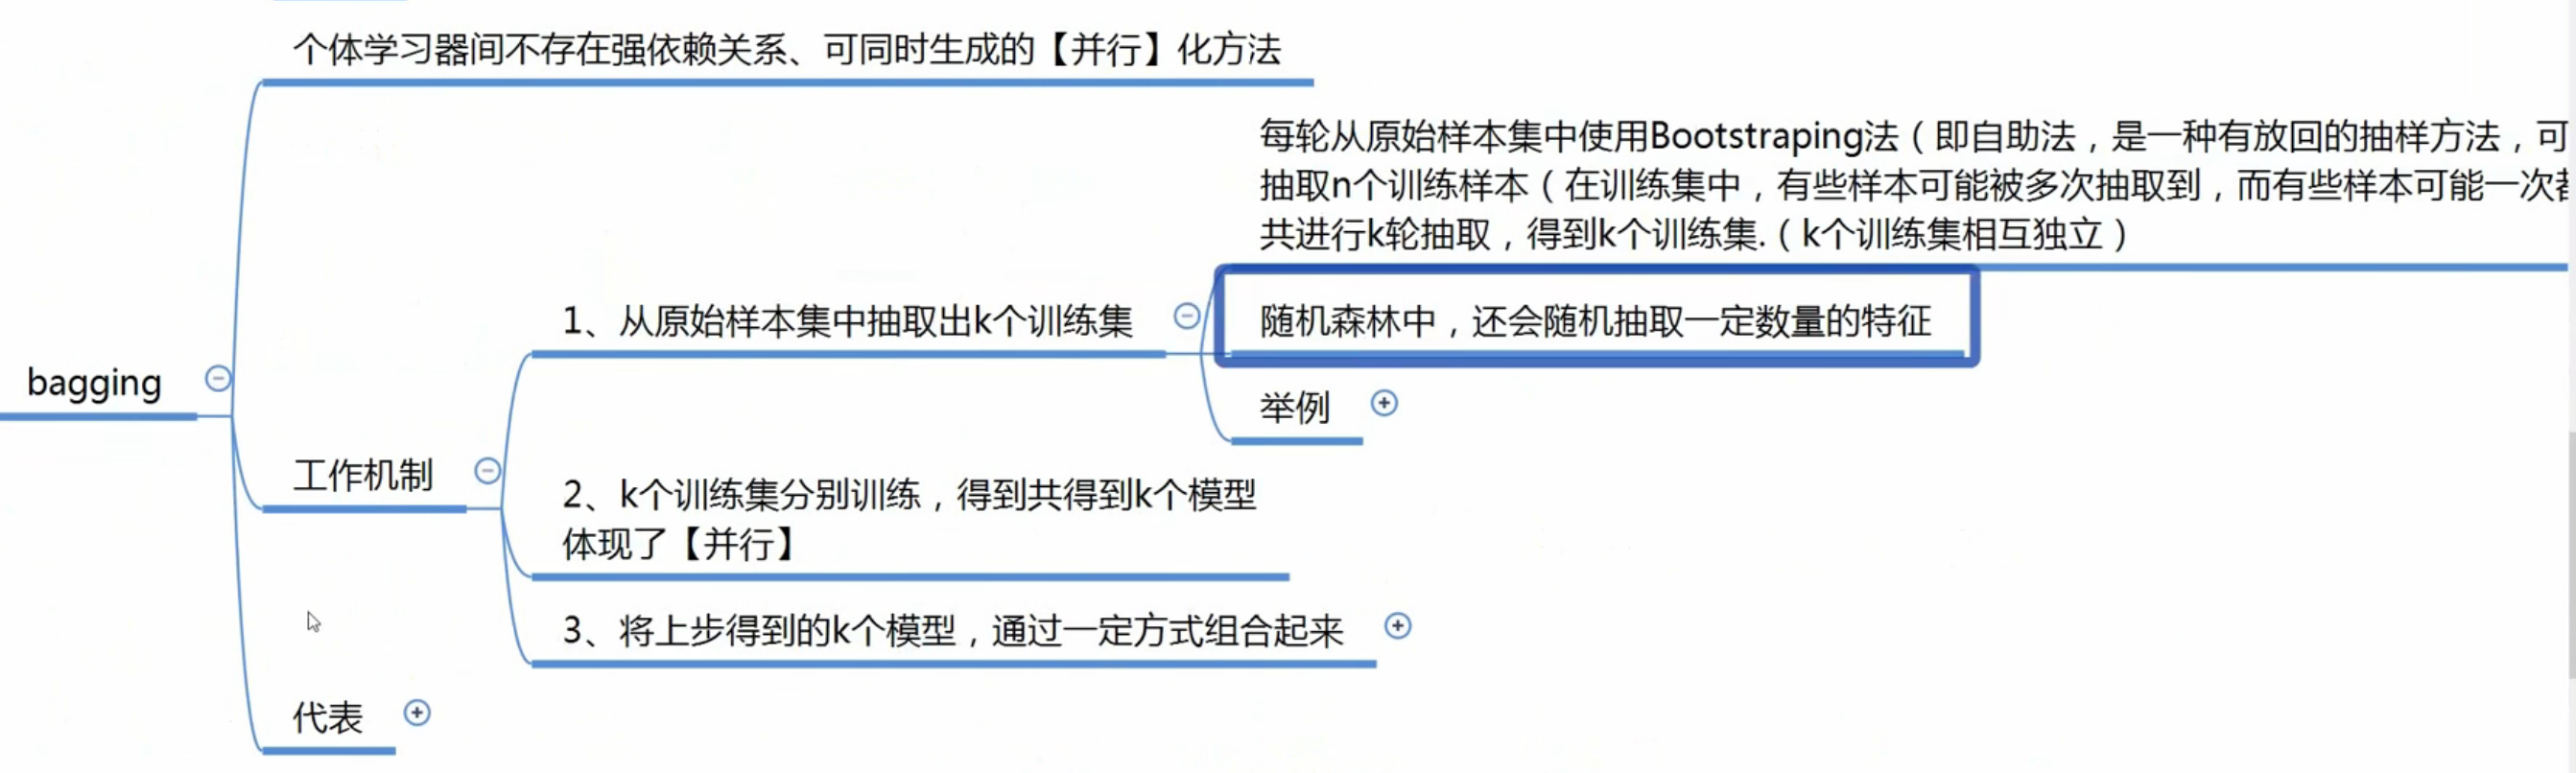 个体学习器间不存在强依赖关系、可同时生成的【并行】化方法
每轮从原始样本集中使用Bootstraping法（即自助法，是一种有放回的抽样方法，可
抽取n个训练样本（在训练集中，有些样本可能被多次抽取到，而有些样本可能一次
共进行k轮抽取，得到k个训练集.（k个训练集相互独立）
1、从原始样本集中抽取出k个训练集
随机森林中，还会随机抽取一定数量的特征
举例
bagging
工作机制
2、k个训练集分别训练，得到共得到k个模型
体现了【并行】
3、将上步得到的k个模型，通过一定方式组合起来
代表